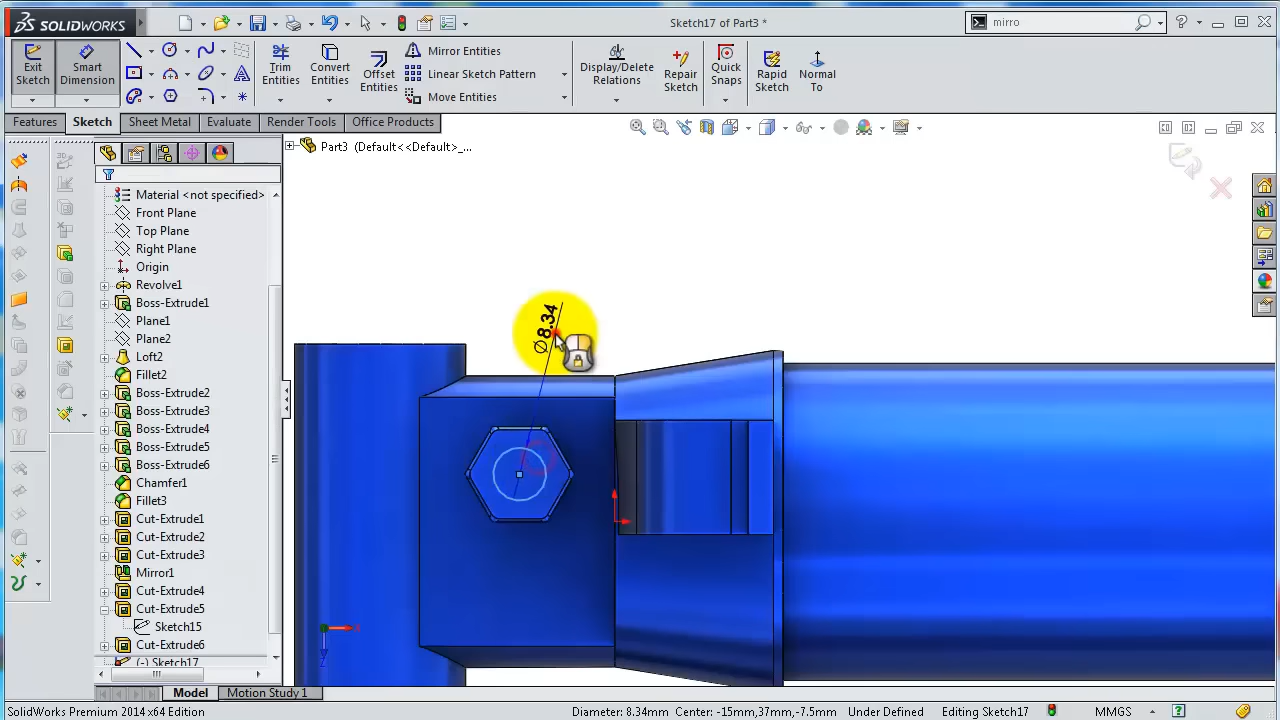 SOLIDWORKS
Sketch17 of Part3 *
mirro
Exit Sketch
Smart Dimension
Trim Entities
Convert Entities
Offset Entities
Mirror Entities
Linear Sketch Pattern
Move Entities
Display/Delete Relations
Repair Sketch
Quick Snaps
Rapid Sketch
Normal To
Features
Sketch
Sheet Metal
Evaluate
Render Tools
Office Products
Part3 (Default<<Default>_...
Material <not specified>
Front Plane
Top Plane
Right Plane
Origin
Revolve1
Boss-Extrude1
Plane1
Plane2
Loft2
Fillet2
Boss-Extrude2
Boss-Extrude3
Boss-Extrude4
Boss-Extrude5
Boss-Extrude6
Chamfer1
Fillet3
Cut-Extrude1
Cut-Extrude2
Cut-Extrude3
Mirror1
Cut-Extrude4
Cut-Extrude5
Sketch15
Cut-Extrude6
(-) Sketch17
Ø8.34
Model
Motion Study 1
SolidWorks Premium 2014 x64 Edition
Diameter: 8.34mm Center: -15mm,37mm,-7.5mm
Under Defined
Editing Sketch17
MMGS